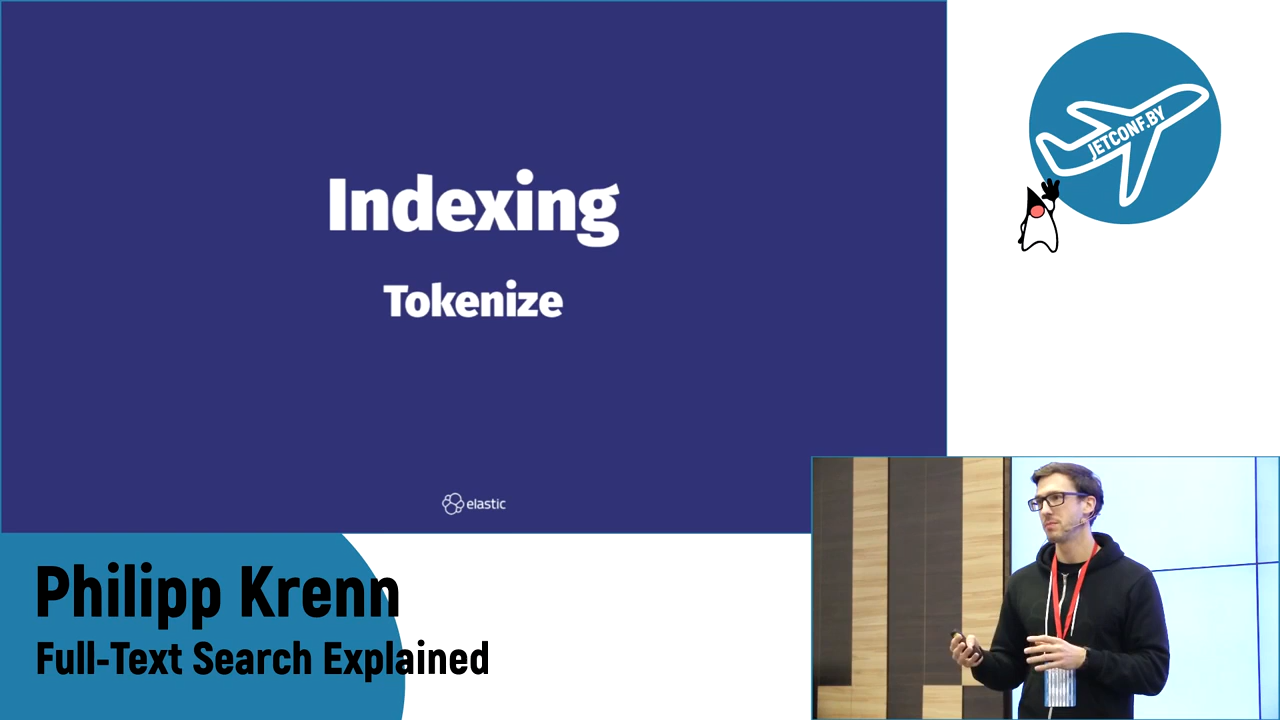 Indexing
Tokenize
elastic
JETCONF.BY
Philipp Krenn
Full-Text Search Explained